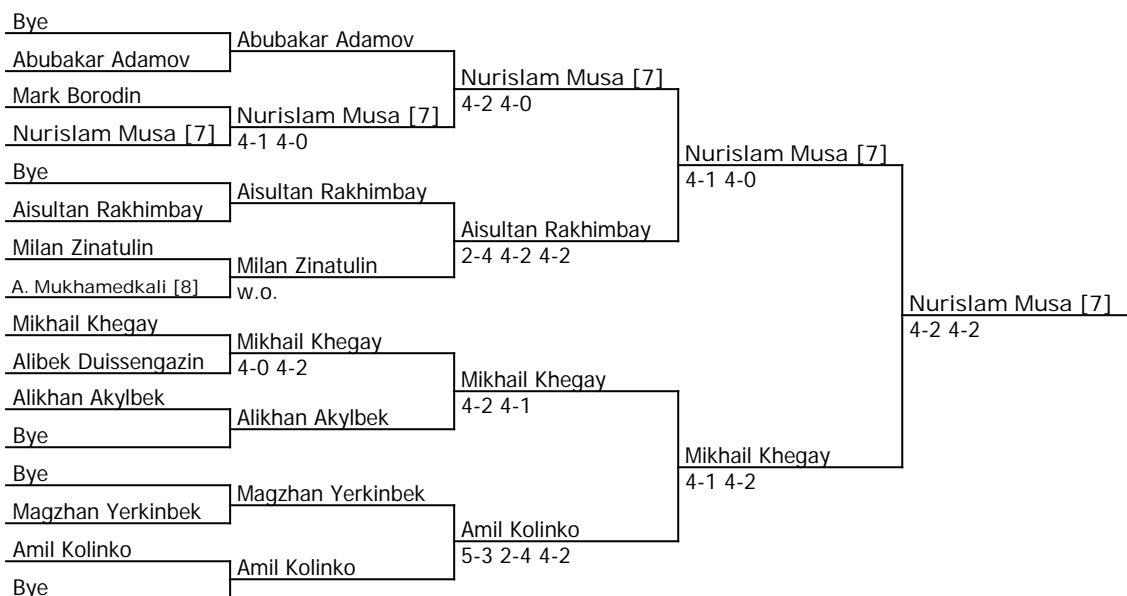 Bye
Abubakar Adamov
Mark Borodin
Nurislam Musa [7]
Bye
Aisultan Rakhimbay
Milan Zinatulin
A. Mukhamedkali [8]
Mikhail Khegay
Alibek Duissengazin
Alikhan Akylbek
Bye
Bye
Magzhan Yerkinbek
Amil Kolinko
Bye
Abubakar Adamov
Nurislam Musa [7]
4-1 4-0
Aisultan Rakhimbay
Milan Zinatulin
w.o.
Mikhail Khegay
4-0 4-2
Alikhan Akylbek
Magzhan Yerkinbek
Amil Kolinko
Nurislam Musa [7]
4-2 4-0
Aisultan Rakhimbay
2-4 4-2 4-2
Mikhail Khegay
4-2 4-1
Amil Kolinko
5-3 2-4 4-2
Nurislam Musa [7]
4-1 4-0
Mikhail Khegay
4-1 4-2
Nurislam Musa [7]
4-2 4-2